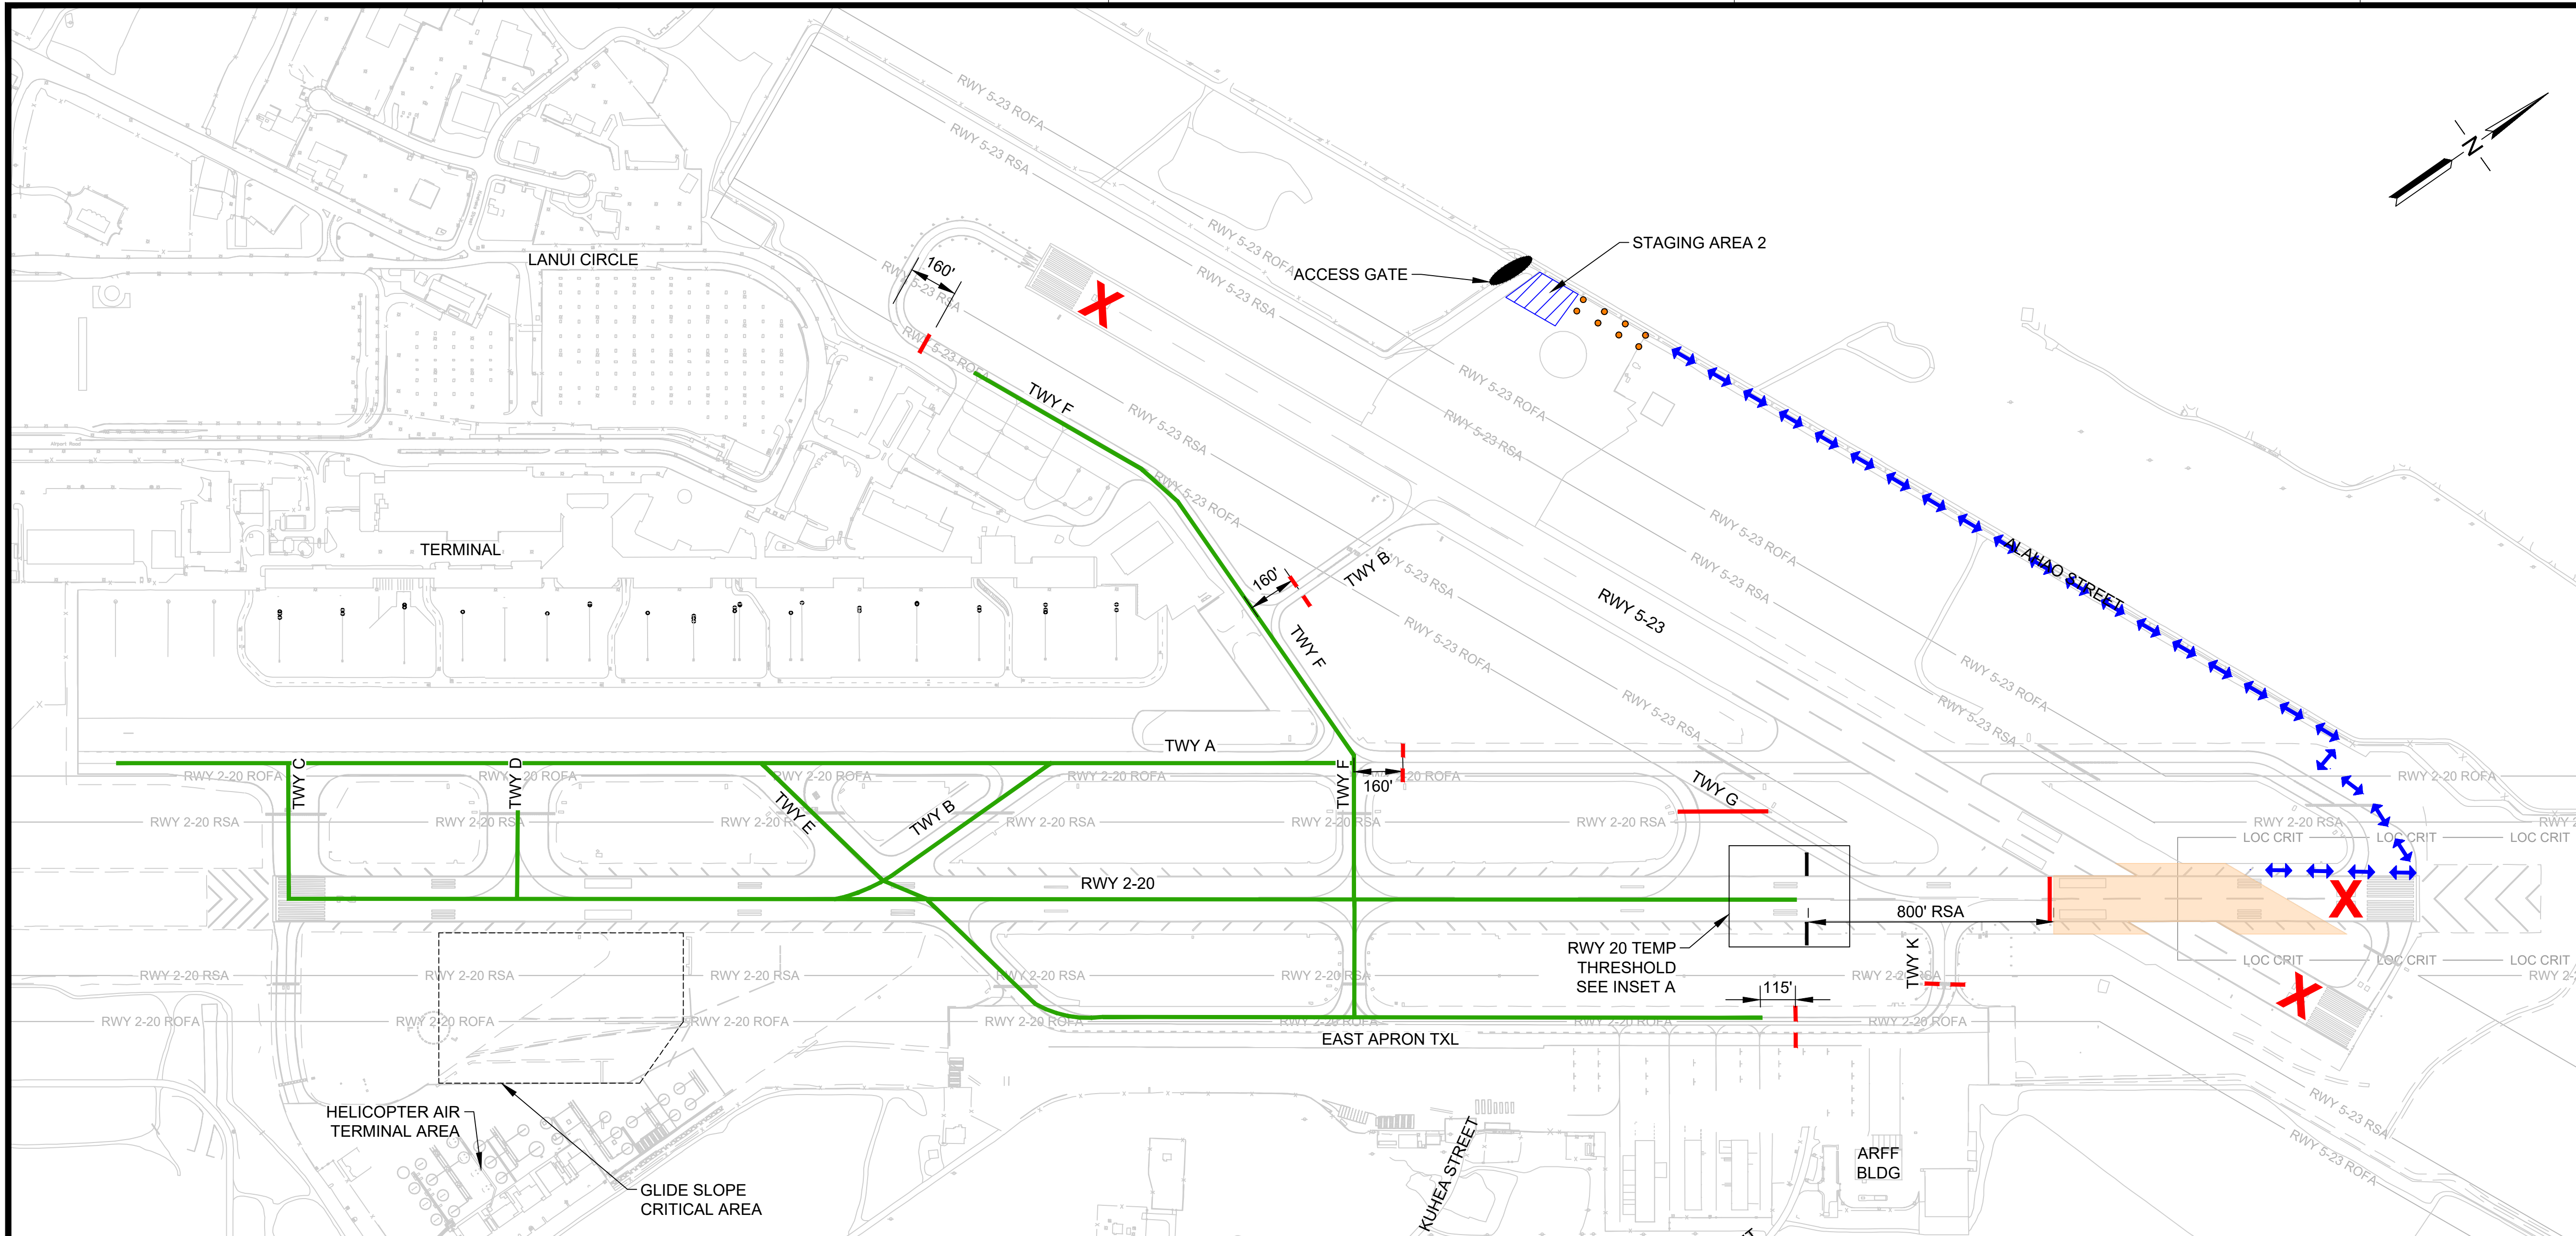 RWY 5-23 ROFA
RWY 5-23 RSA
N
RWY 5-23 ROFA
STAGING AREA 2
LANUI CIRCLE
160'
RWY 5-23 RSA
RWY 5-23 RSA
ACCESS GATE
RWY 5-23 ROFA
RWY 5-23 ROFA
TWY F
RWY 5-23 RSA
RWY 5-23 RSA
Airport Road
RWY 5-23 ROFA
RWY 5-23 ROFA
TERMINAL
160'
TWY B
RWY 5-23 RSA
RWY 5-23 RSA
ALAHAO STREET
RWY 5-23
TWY F
RWY 5-23 ROFA
RWY 5-23 ROFA
RWY 5-23 RSA
RWY 5-23 RSA
TWY A
TWY C
RWY 2-20 ROFA
TWY D
RWY 2-20 ROFA
RWY 2-20 ROFA
RWY 2-20 ROFA
TWY F
160'
2-20 ROFA
TWY G
RWY 2-20 ROFA
RWY 2-20 RSA
RWY 2-20 RSA
TWY E
TWY B
RWY 2-20 RSA
RWY 2-20 RSA
RWY 2-20 RSA
RWY 2-20 RSA
LOC CRIT
LOC CRIT
LOC CRIT
RWY 2-20
800' RSA
RWY 20 TEMP
THRESHOLD
SEE INSET A
TWY K
LOC CRIT
LOC CRIT
LOC CRIT
RWY 2-20 RSA
RWY 2-20 RSA
RWY 2-20 RSA
RWY 2-20 RSA
RWY 2-20 RSA
RWY 2-20 RSA
115'
RWY 2-20 ROFA
RWY 2-20 ROFA
RWY 2-20 ROFA
RWY 2-20 ROFA
RWY 2-20 ROFA
RWY 2-20 ROFA
RWY 2-20 ROFA
EAST APRON TXL
HELICOPTER AIR
TERMINAL AREA
GLIDE SLOPE
CRITICAL AREA
KUHEA STREET
ARFF
BLDG
RWY 5-23 RSA
RWY 5-23 ROFA